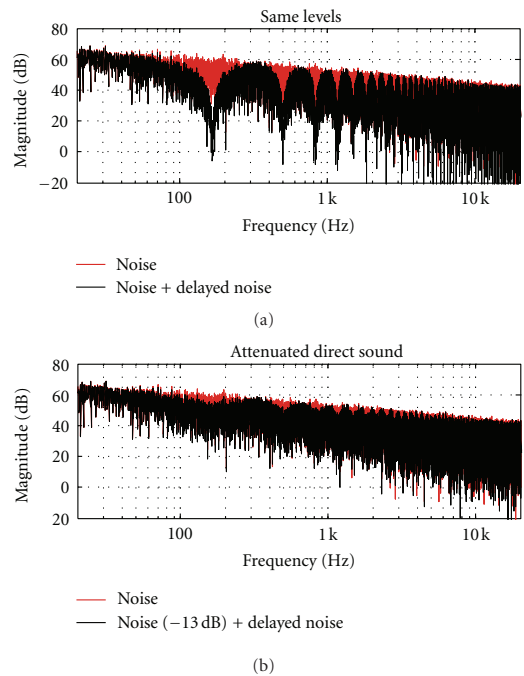 Same levels
80
60
40
20
0
−20
Magnitude (dB)
100
1 k
10 k
Frequency (Hz)
Noise
Noise + delayed noise
(a)
Attenuated direct sound
80
60
40
20
0
20
Magnitude (dB)
100
1 k
10 k
Frequency (Hz)
Noise
Noise (−13 dB) + delayed noise
(b)